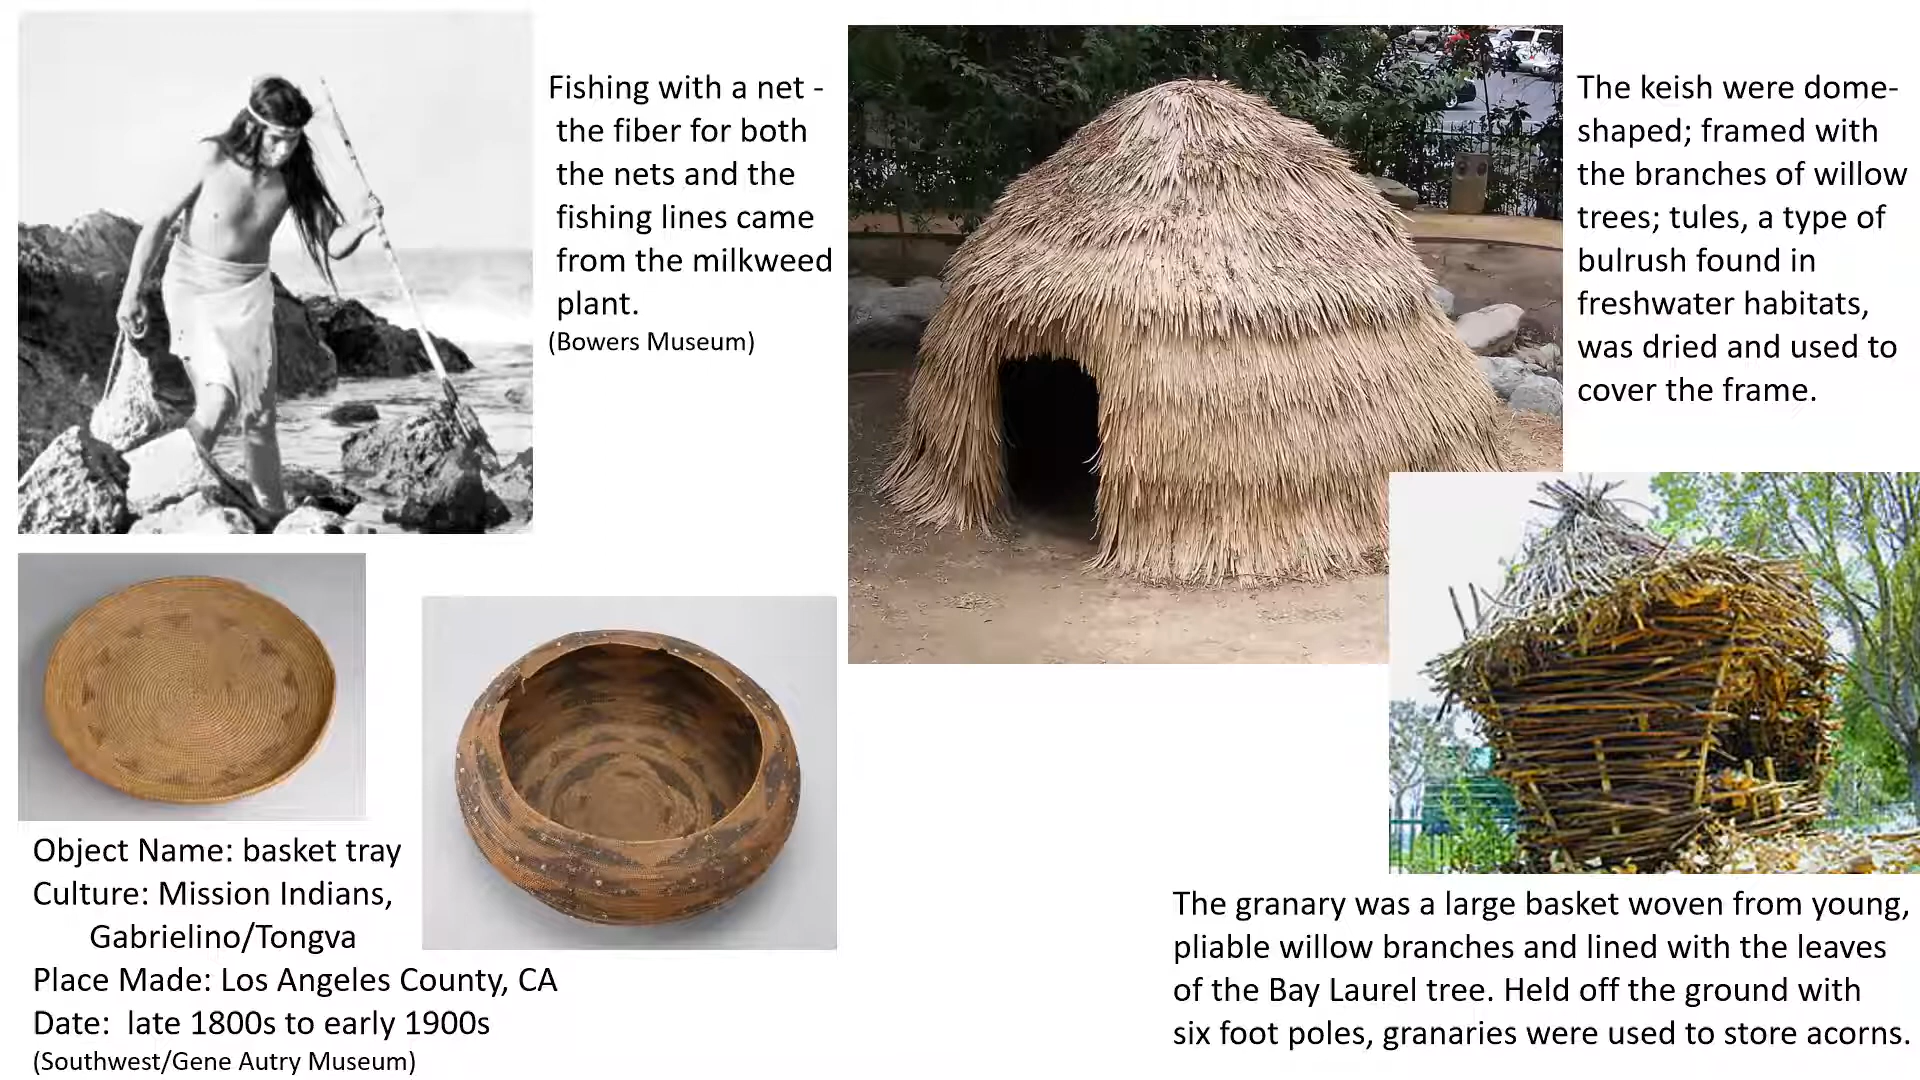 Fishing with a net -
the fiber for both
the nets and the
fishing lines came
from the milkweed
plant.
(Bowers Museum)
The keish were dome-
shaped; framed with
the branches of willow
trees; tules, a type of
bulrush found in
freshwater habitats,
was dried and used to
cover the frame.
Object Name: basket tray
Culture: Mission Indians,
Gabrielino/Tongva
Place Made: Los Angeles County, CA
Date: late 1800s to early 1900s
(Southwest/Gene Autry Museum)
The granary was a large basket woven from young,
pliable willow branches and lined with the leaves
of the Bay Laurel tree. Held off the ground with
six foot poles, granaries were used to store acorns.